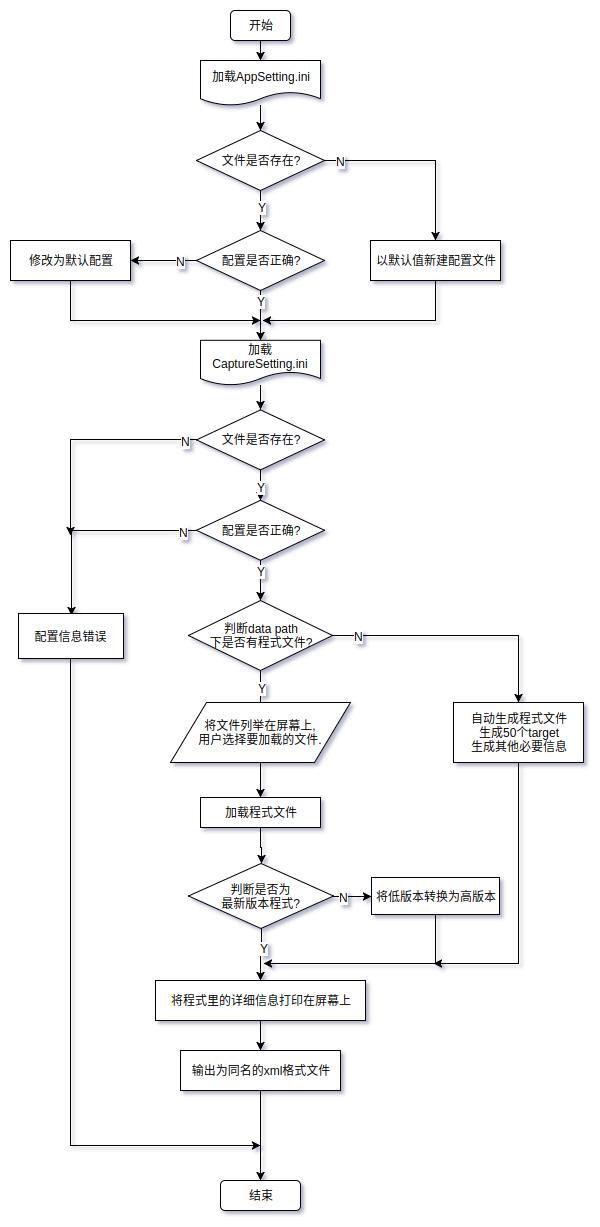 开始
加载AppSetting.ini
文件是否存在?
N
Y
修改为默认配置
N
配置是否正确?
以默认值新建配置文件
Y
加载
CaptureSetting.ini
N
文件是否存在?
Y
N
配置是否正确?
Y
配置信息错误
判断data path
下是否有程式文件?
N
Y
将文件列举在屏幕上,
用户选择要加载的文件.
自动生成程式文件
生成50个target
生成其他必要信息
加载程式文件
判断是否为
最新版本程式?
N
将低版本转换为高版本
Y
将程式里的详细信息打印在屏幕上
输出为同名的xml格式文件
结束